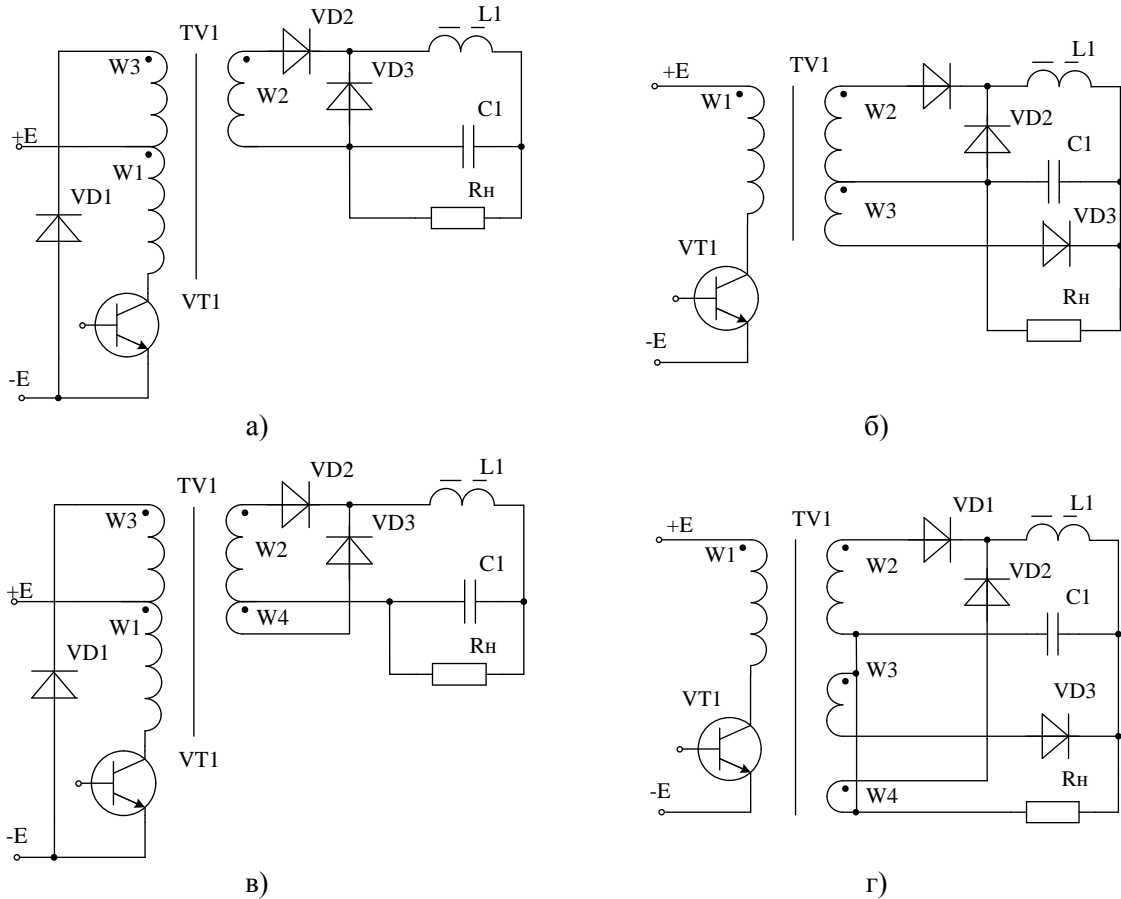 TV1
VD2
L1
W3
W2
VD3
C1
+E
W1
VD1
Rн
VT1
-E
а)
+E
W1
TV1
W2
VD2
L1
C1
W3
VD3
VT1
Rн
-E
б)
TV1
VD2
L1
W3
W2
VD3
C1
+E
W1
W4
VD1
Rн
VT1
-E
в)
+E
W1
TV1
VD1
L1
W2
VD2
C1
W3
VD3
VT1
Rн
-E
W4
г)